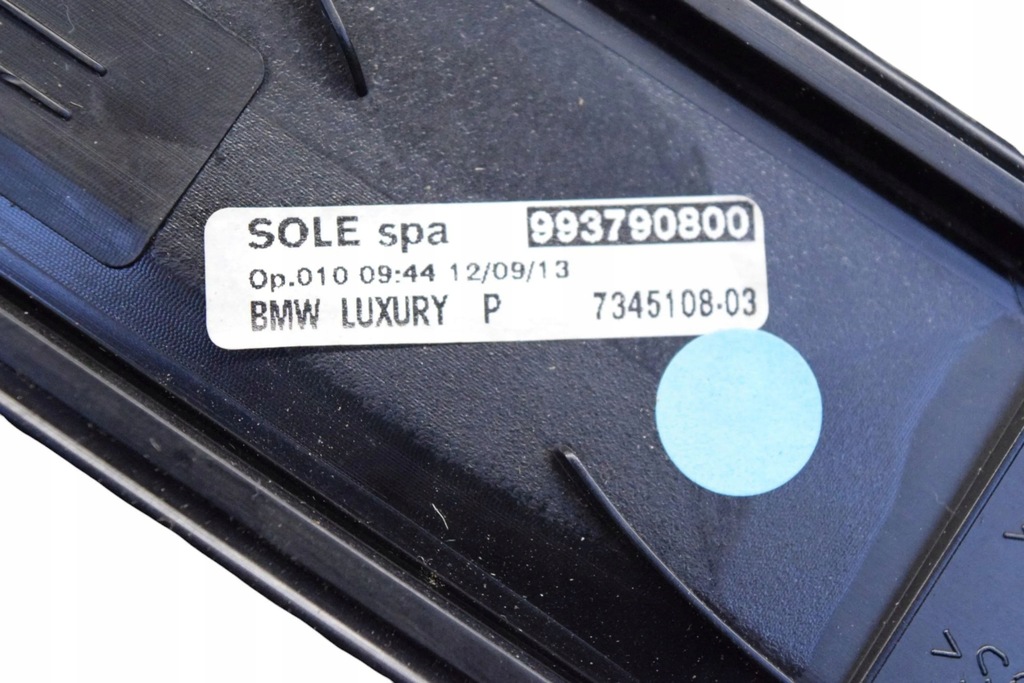 SOLE spa 993790800
Op.010 09:44 12/09/13
BMW LUXURY P 7345108-03